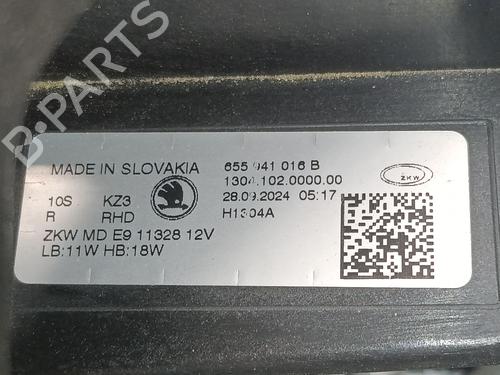 MADE IN SLOVAKIA
655 941 016 B
1304.102.0000.00
28.09.2024 05:17
H1304A
10S KZ3
R RHD
ZKW MD E9 11328 12V
LB:11W HB:18W
ZKW
B-PARTS